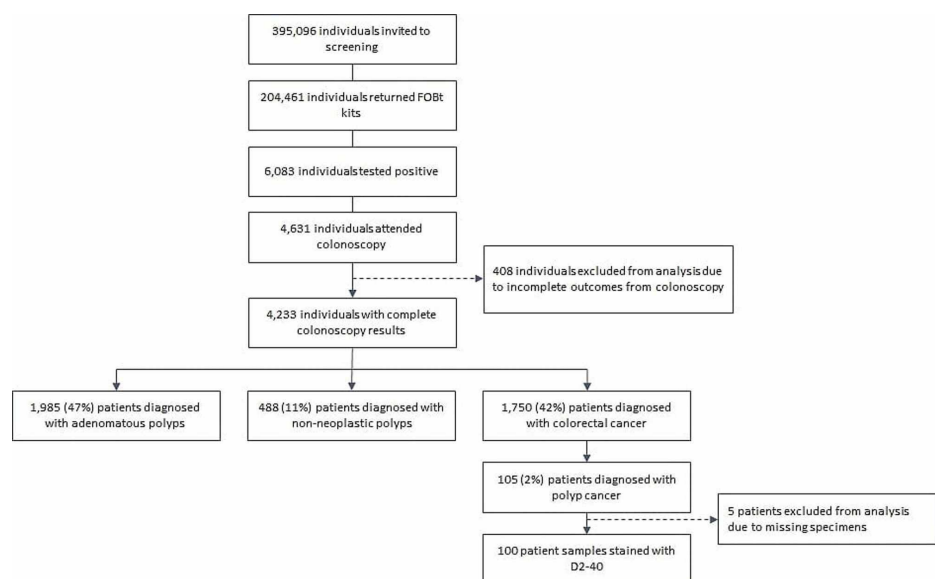 395,096 individuals invited to
screening
204,461 individuals returned FOBt
kits
6,083 individuals tested positive
4,631 individuals attended
colonoscopy
408 individuals excluded from analysis due
to incomplete outcomes from colonoscopy
4,233 individuals with complete
colonoscopy results
1,985 (47%) patients diagnosed
with adenomatous polyps
488 (11%) patients diagnosed with
non-neoplastic polyps
1,750 (42%) patients diagnosed
with colorectal cancer
105 (2%) patients diagnosed with
polyp cancer
5 patients excluded from analysis
due to missing specimens
100 patient samples stained with
D2-40